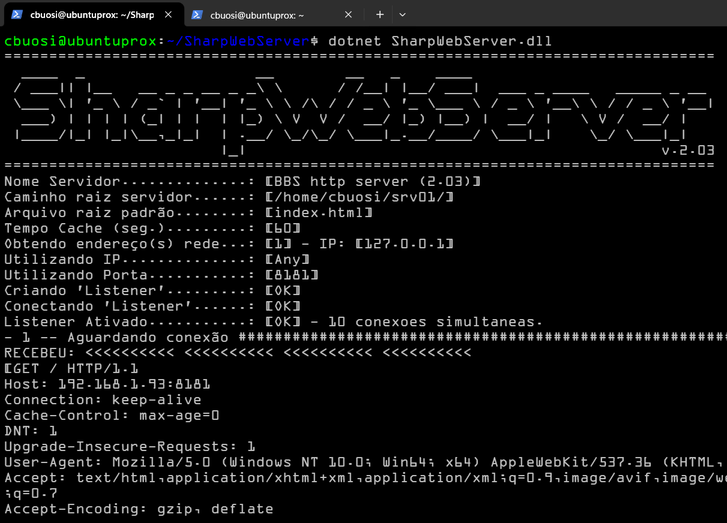 cbuosi@ubuntuprox: ~/Sharp
cbuosi@ubuntuprox: ~
cbuosi@ubuntuprox:~/SharpWebServer$ dotnet SharpWebServer.dll
SharpWebServer
v.2.03
Nome Servidor..............: [BBS http server (2.03)]
Caminho raiz servidor......: [/home/cbuosi/srv01/]
Arquivo raiz padrão........: [index.html]
Tempo Cache (seg.).........: [60]
Obtendo endereço(s) rede...: [1] - IP: [127.0.0.1]
Utilizando IP..............: [Any]
Utilizando Porta...........: [8181]
Criando 'Listener'.........: [OK]
Conectando 'Listener'......: [OK]
Listener Ativado...........: [OK] - 10 conexoes simultaneas.
- 1 -- Aguardando conexão ########################################################
RECEBEU: <<<<<<<<<< <<<<<<<<<< <<<<<<<<<< <<<<<<<<<<
[GET / HTTP/1.1
Host: 192.168.1.93:8181
Connection: keep-alive
Cache-Control: max-age=0
DNT: 1
Upgrade-Insecure-Requests: 1
User-Agent: Mozilla/5.0 (Windows NT 10.0; Win64; x64) AppleWebKit/537.36 (KHTML,
Accept: text/html,application/xhtml+xml,application/xml;q=0.9,image/avif,image/we
;q=0.7
Accept-Encoding: gzip, deflate